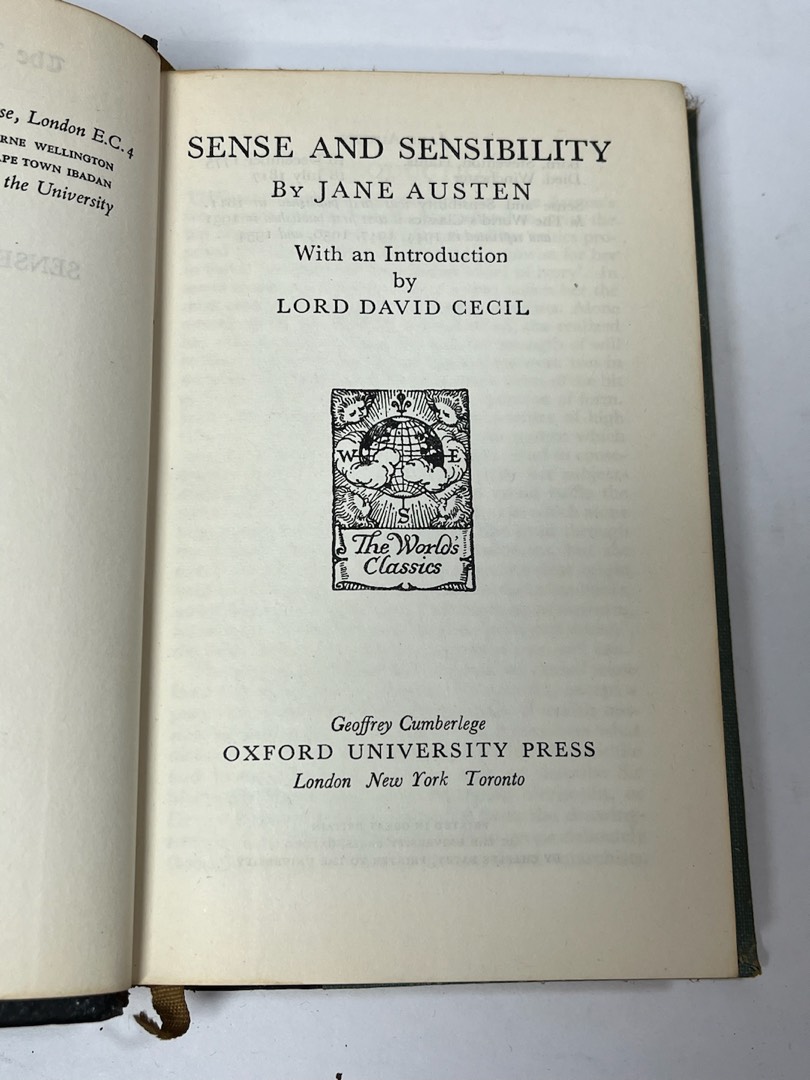 se, London E.C.4
RNE WELLINGTON
PE TOWN IBADAN
the University
SENSE AND SENSIBILITY
BY JANE AUSTEN
With an Introduction
by
LORD DAVID CECIL
W E
S
The World's
Classics
Geoffrey Cumberlege
OXFORD UNIVERSITY PRESS
London New York Toronto